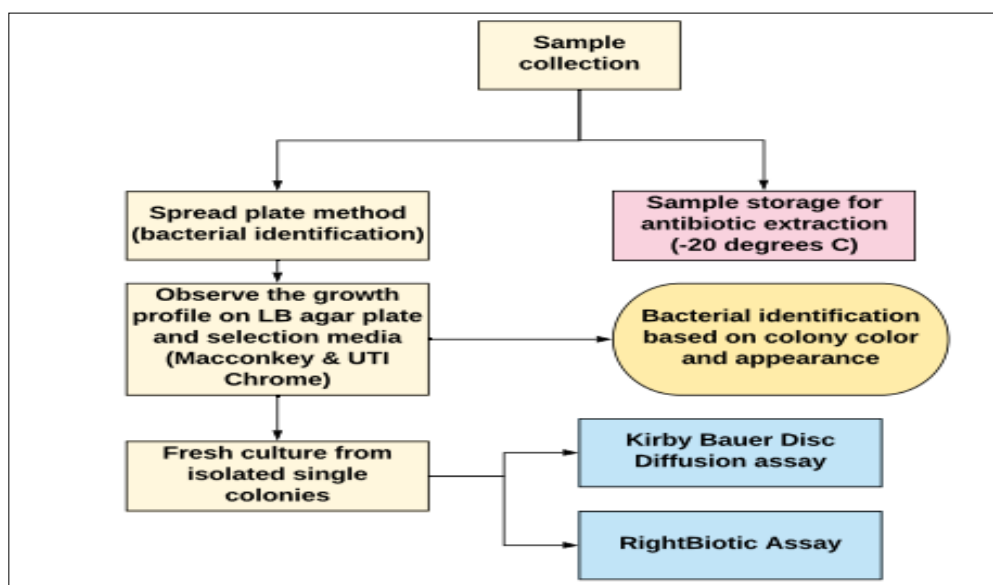 Sample
collection
Spread plate method
(bacterial identification)
Sample storage for
antibiotic extraction
(-20 degrees C)
Observe the growth
profile on LB agar plate
and selection media
(Macconkey & UTI
Chrome)
Bacterial identification
based on colony color
and appearance
Fresh culture from
isolated single
colonies
Kirby Bauer Disc
Diffusion assay
RightBiotic Assay